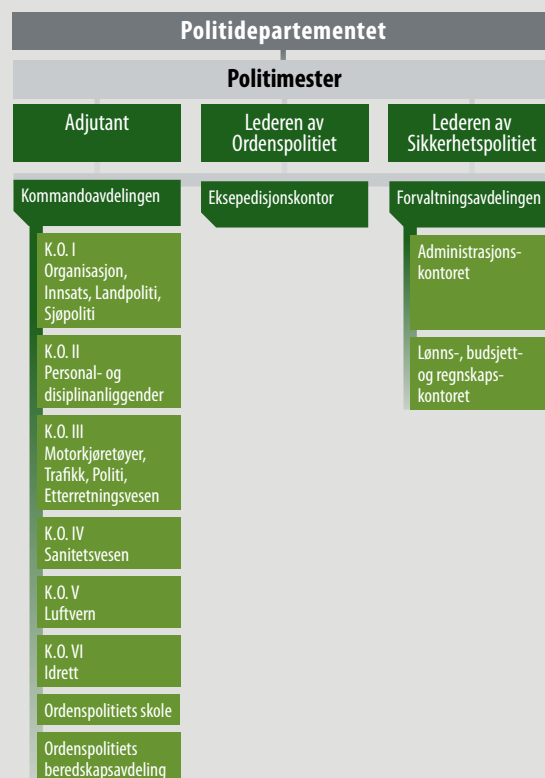 Politidepartementet
Politimester
Adjutant
Lederen av
Ordenspolitiet
Lederen av
Sikkerhetspolitiet
Kommandoavdelingen
Eksepedisjonskontor
Forvaltningsavdelingen
K.O. I
Organisasjon,
Innsats, Landpoliti,
Sjøpoliti
K.O. II
Personal- og
disiplinanliggender
K.O. III
Motorkjøretøyer,
Trafikk, Politi,
Etterretningsvesen
K.O. IV
Sanitetsvesen
K.O. V
Luftvern
K.O. VI
Idrett
Ordenspolitiets skole
Ordenspolitiets
beredskapsavdeling
Administrasjons-
kontoret
Lønns-, budsjett-
og regnskaps-
kontoret